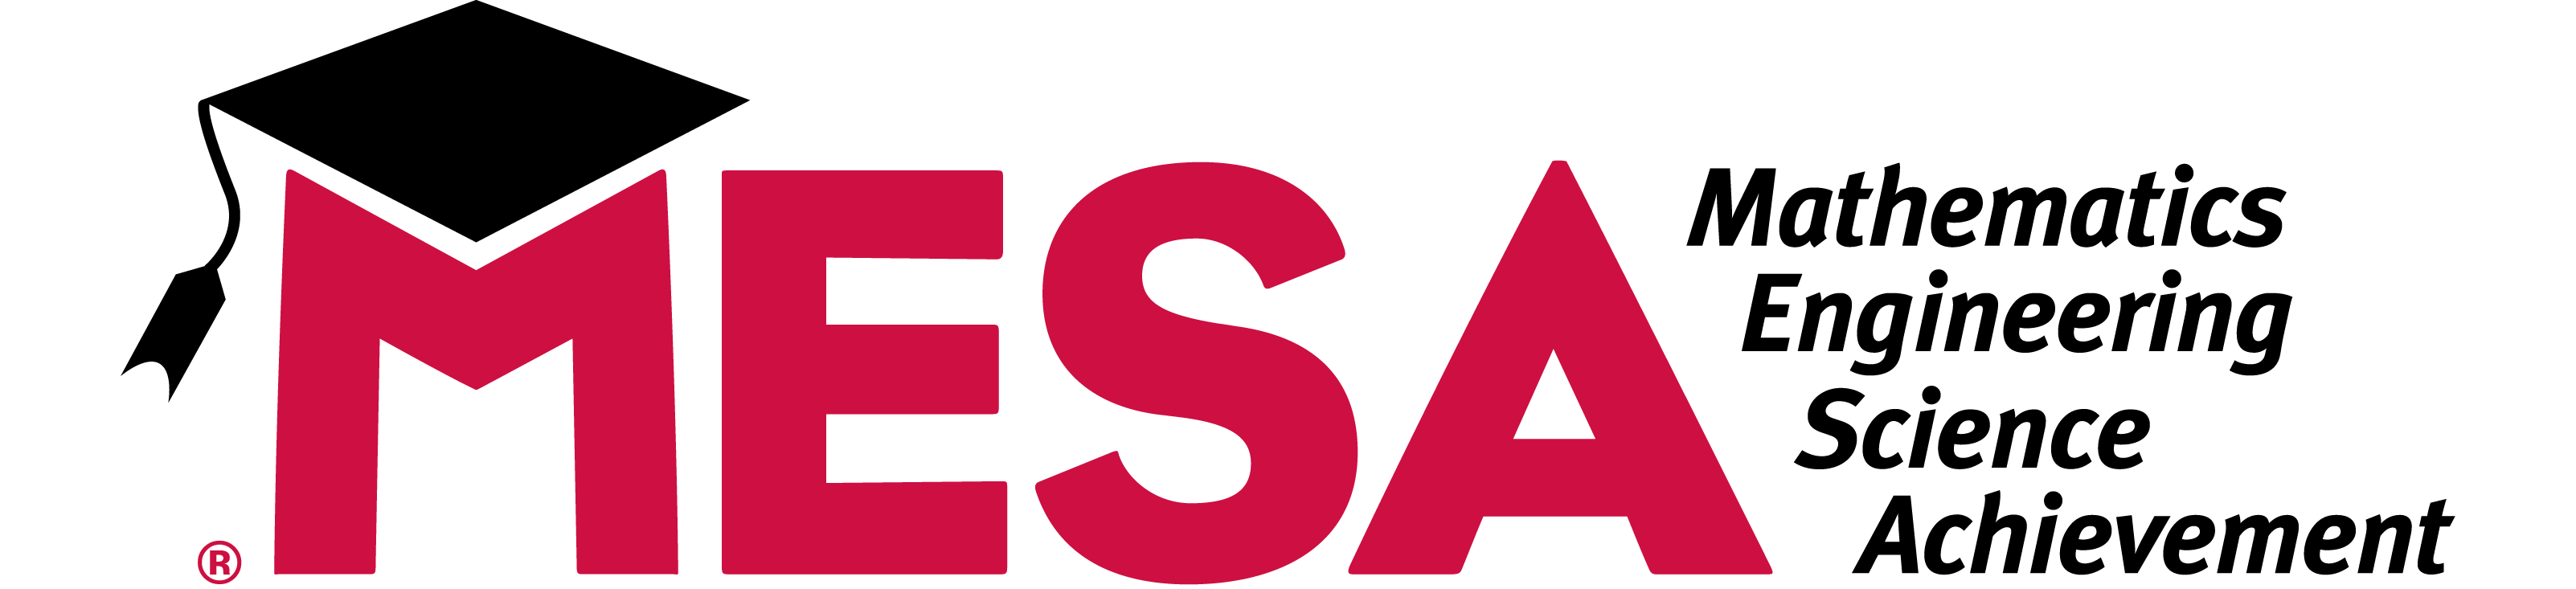 MESA
®
Mathematics
Engineering
Science
Achievement